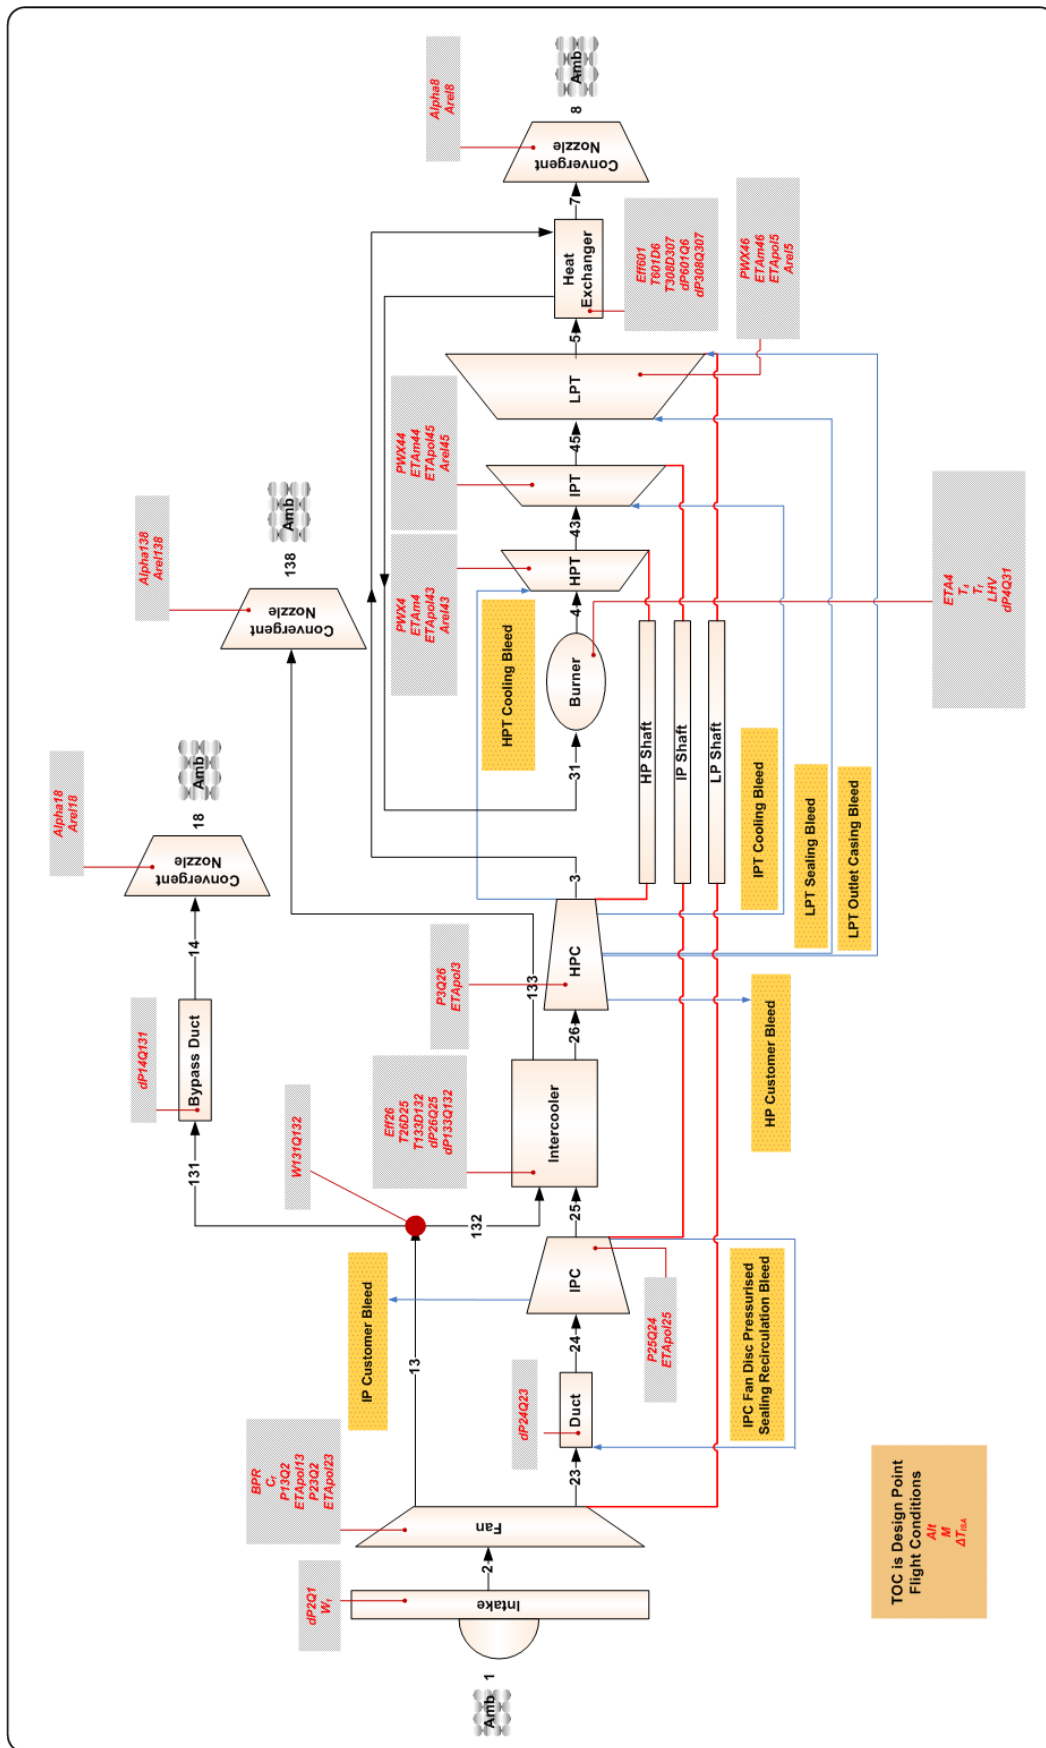 Amb
1
Intake
dP2Q1
W₁
2
Fan
BPR
Cᵥ
P13Q2
ETApol13
P23Q2
ETApol23
13
23
Duct
dP24Q23
24
IPC
P25Q24
ETApol25
IP Customer Bleed
IPC Fan Disc Pressurised
Sealing Recirculation Bleed
25
W131Q132
131
132
Bypass Duct
dP14Q131
14
Convergent
Nozzle
Alpha18
Arel18
18
Amb
Intercooler
Eff26
T26D25
T133D132
dP26Q25
dP133Q132
133
26
HPC
P3Q26
ETApol3
HP Customer Bleed
3
Convergent
Nozzle
Alpha138
Arel138
138
Amb
31
Burner
ETA4
T₄
Tf
LHV
dP4Q31
4
HPT Cooling Bleed
HPT
PWX4
ETAm4
ETApol43
Arel43
43
IPT
PWX44
ETAm44
ETApol45
Arel45
45
LPT
PWX46
ETAm46
ETApol5
Arel5
5
Heat
Exchanger
Eff601
T601D6
T308D307
dP601Q6
dP308Q307
7
Convergent
Nozzle
Alpha8
Arel8
8
Amb
HP Shaft
IP Shaft
LP Shaft
IPT Cooling Bleed
LPT Sealing Bleed
LPT Outlet Casing Bleed
TOC is Design Point
Flight Conditions
Alt
M
ΔT_ISA